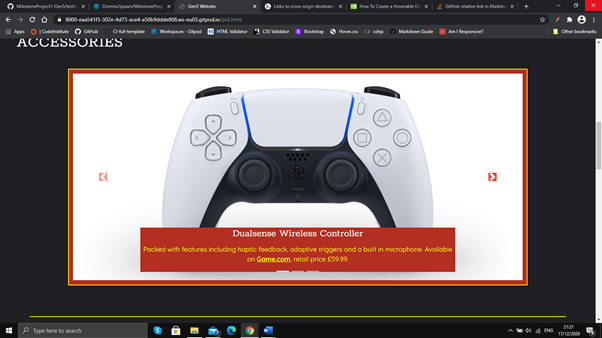 MilestoneProject1-Gen5/testin
DominicSpears/MilestoneProje
Gen5 Website
Links to cross-origin destination
How To Create a Hoverable Dr
GitHub relative link in Markdo
8000-eaa541f3-302e-4d73-ace4-a50b9ddde808.ws-eu03.gitpod.io/ps5.html
Apps
CodeInstitute
GitHub
CI-full-template
Workspaces - Gitpod
HTML Validator
CSS Validator
Bootstrap
Hover.css
cdnjs
Markdown Guide
Am I Responsive?
Other bookmarks
ACCESSORIES
Dualsense Wireless Controller
Packed with features including haptic feedback, adaptive triggers and a built in microphone. Available
on Game.com, retail price £59.99.
Type here to search
ENG
21:21
17/12/2020